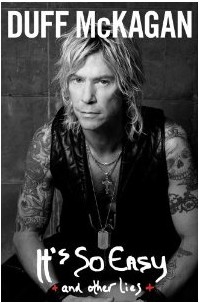 DUFF McKAGAN
It's So Easy
+ and other lies +